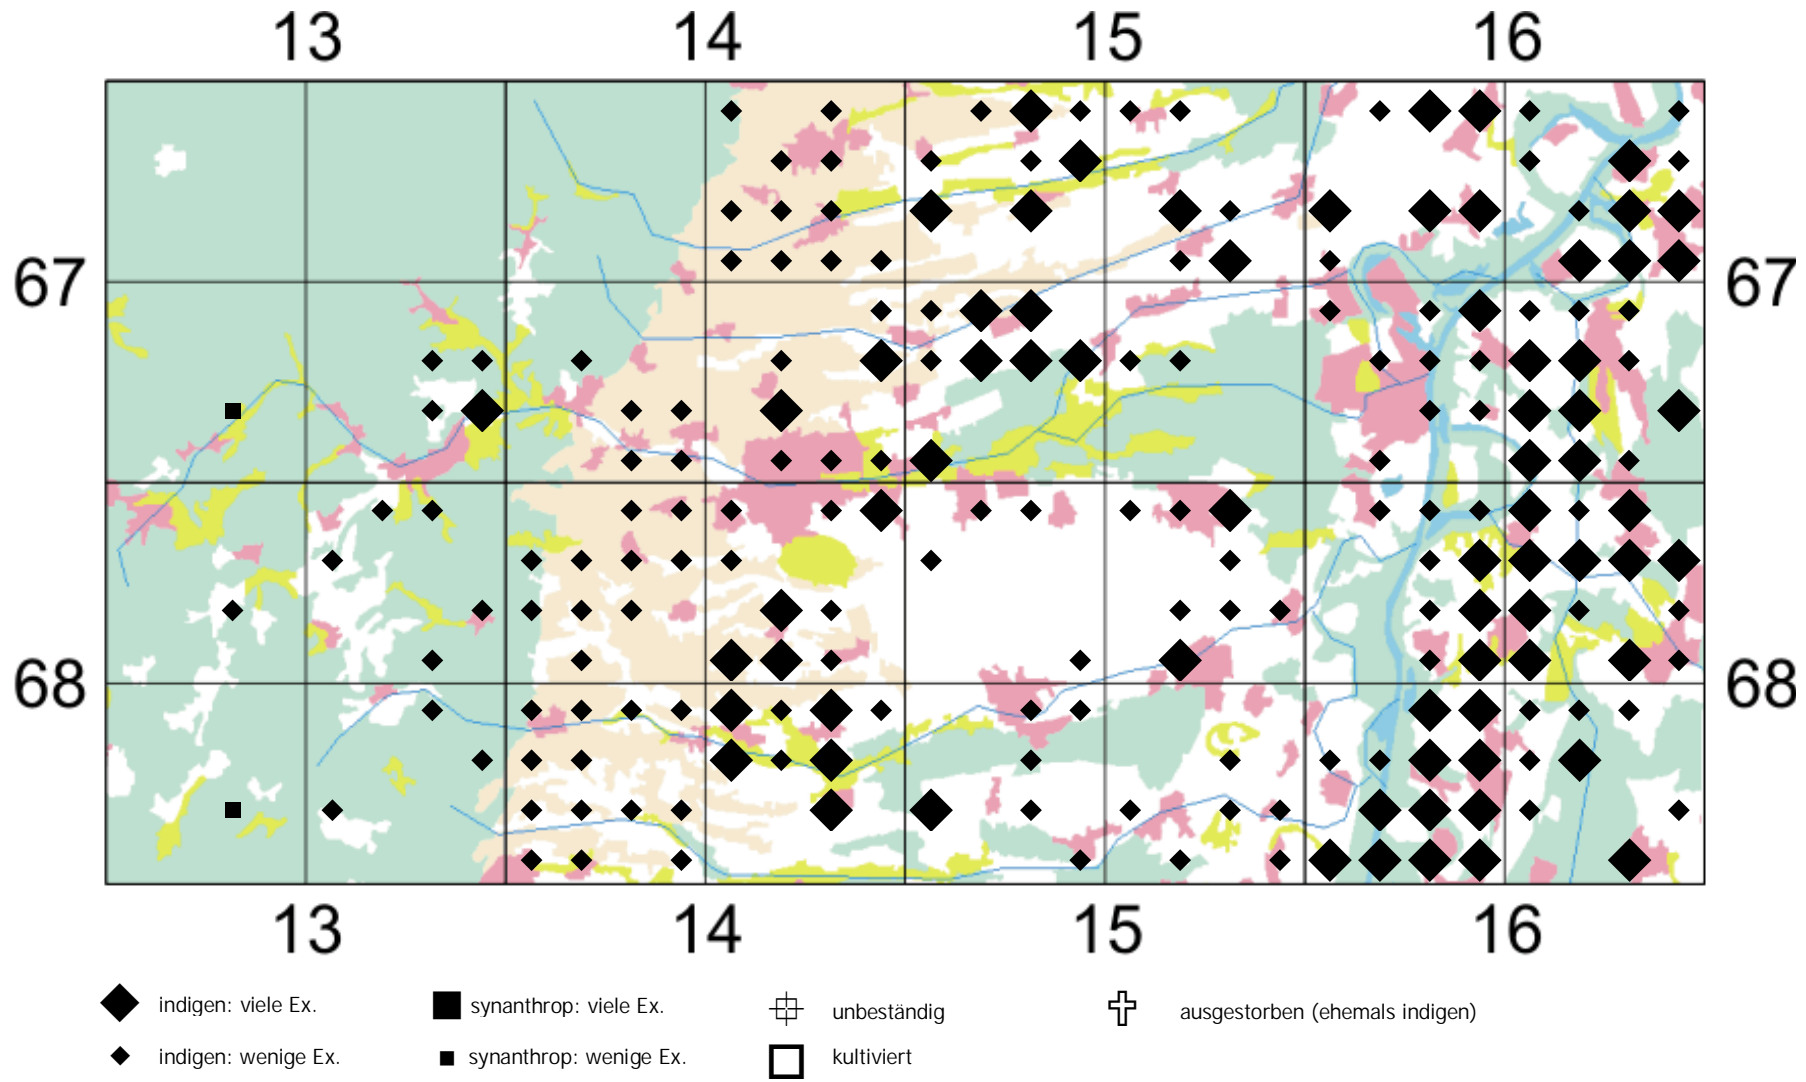 13 14 15 16
67 67
68 68
13 14 15 16
indigen: viele Ex. synanthrop: viele Ex. unbeständig ausgestorben (ehemals indigen)
indigen: wenige Ex. synanthrop: wenige Ex. kultiviert